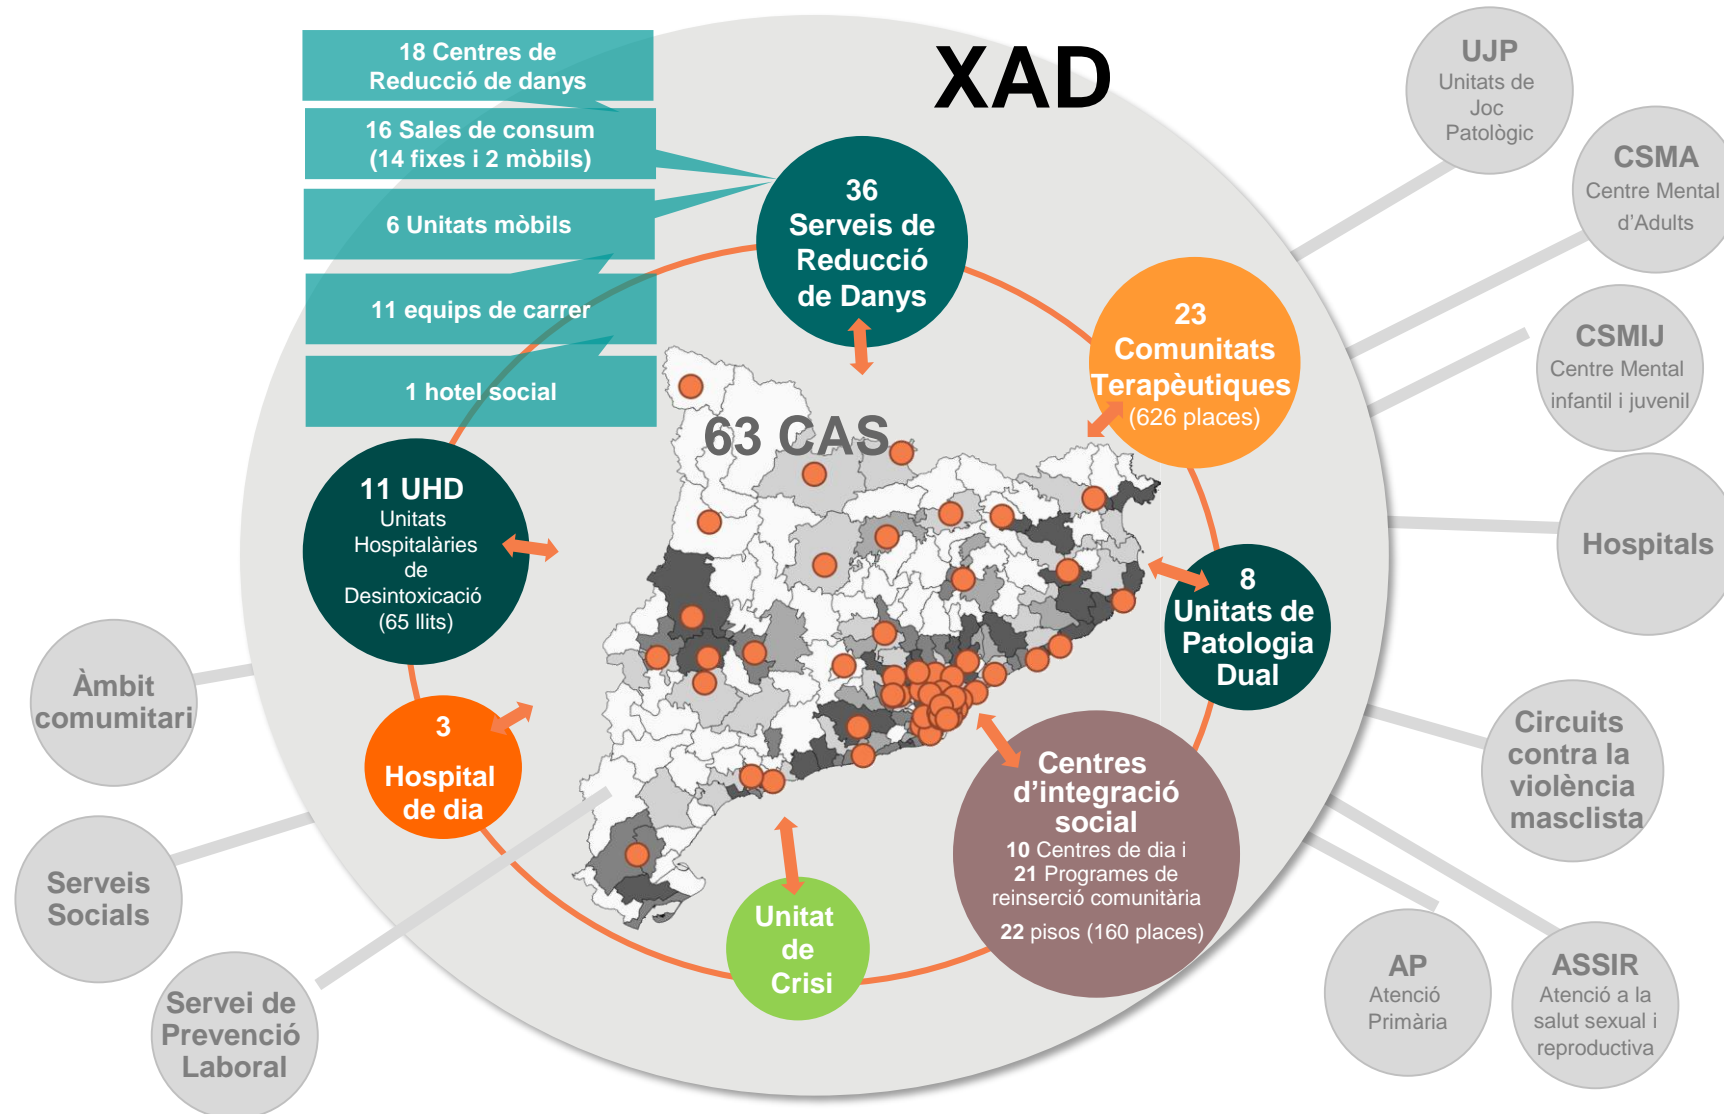 XAD
18 Centres de
Reducció de danys
16 Sales de consum
(14 fixes i 2 mòbils)
6 Unitats mòbils
11 equips de carrer
1 hotel social
36
Serveis de
Reducció
de Danys
23
Comunitats
Terapèutiques
(626 places)
63 CAS
11 UHD
Unitats
Hospitalàries
de
Desintoxicació
(65 llits)
8
Unitats de
Patologia
Dual
3
Hospital
de dia
Centres
d’integració
social
10 Centres de dia i
21 Programes de
reinserció comunitària
22 pisos (160 places)
Unitat
de
Crisi
UJP
Unitats de
Joc
Patològic
CSMA
Centre Mental
d’Adults
CSMIJ
Centre Mental
infantil i juvenil
Hospitals
Circuits
contra la
violència
masclista
ASSIR
Atenció a la
salut sexual i
reproductiva
AP
Atenció
Primària
Àmbit
comumitari
Serveis
Socials
Servei de
Prevenció
Laboral